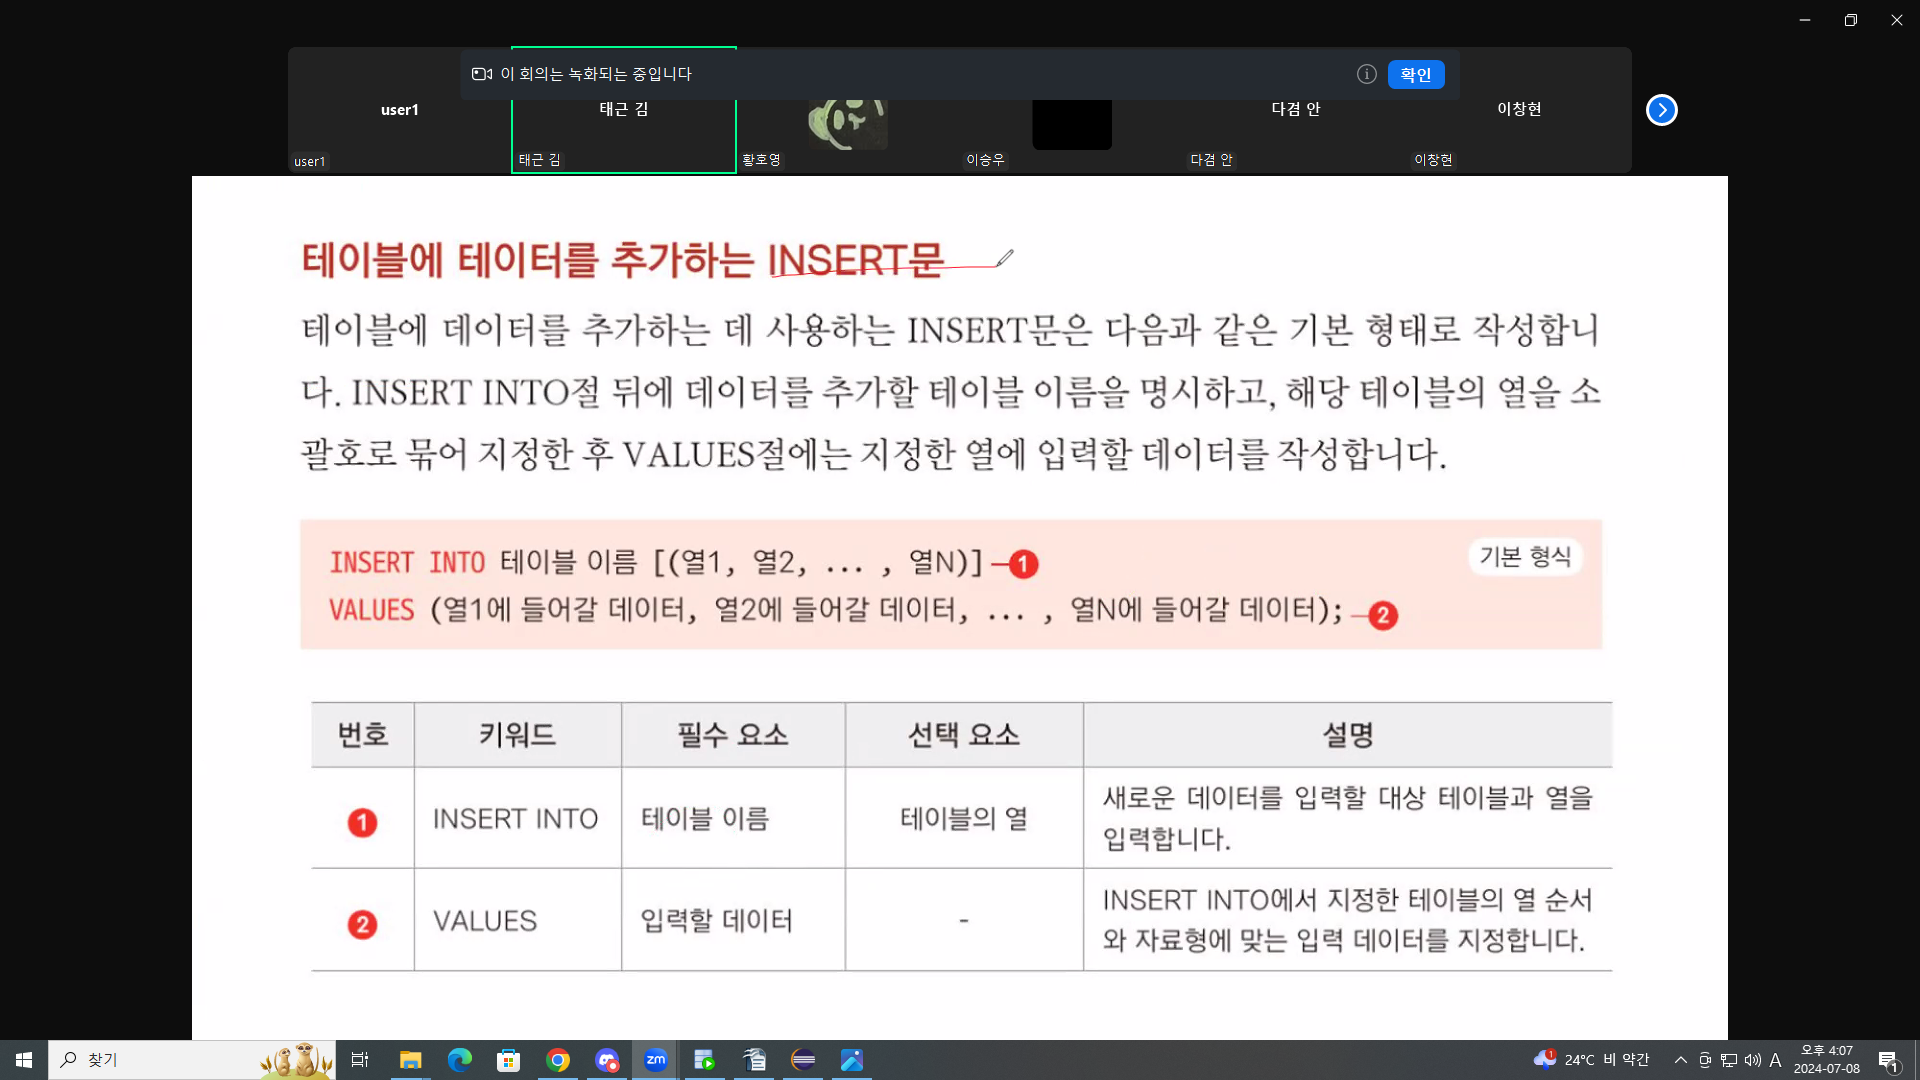 이 회의는 녹화되는 중입니다
확인
user1
태근 김
다겸 안
이창현
user1
태근 김
황호영
이승우
다겸 안
이창현
테이블에 테이터를 추가하는 INSERT문
테이블에 데이터를 추가하는 데 사용하는 INSERT문은 다음과 같은 기본 형태로 작성합니
다. INSERT INTO절 뒤에 데이터를 추가할 테이블 이름을 명시하고, 해당 테이블의 열을 소
괄호로 묶어 지정한 후 VALUES절에는 지정한 열에 입력할 데이터를 작성합니다.
INSERT INTO 테이블 이름 [(열1, 열2, ... , 열N)] 1
기본 형식
VALUES (열1에 들어갈 데이터, 열2에 들어갈 데이터, ... , 열N에 들어갈 데이터); 2
번호 키워드 필수 요소 선택 요소 설명
1 INSERT INTO 테이블 이름 테이블의 열 새로운 데이터를 입력할 대상 테이블과 열을
입력합니다.
2 VALUES 입력할 데이터 - INSERT INTO에서 지정한 테이블의 열 순서
와 자료형에 맞는 입력 데이터를 지정합니다.
찾기
zm
1
24°C 비 약간
A
오후 4:07
2024-07-08
1